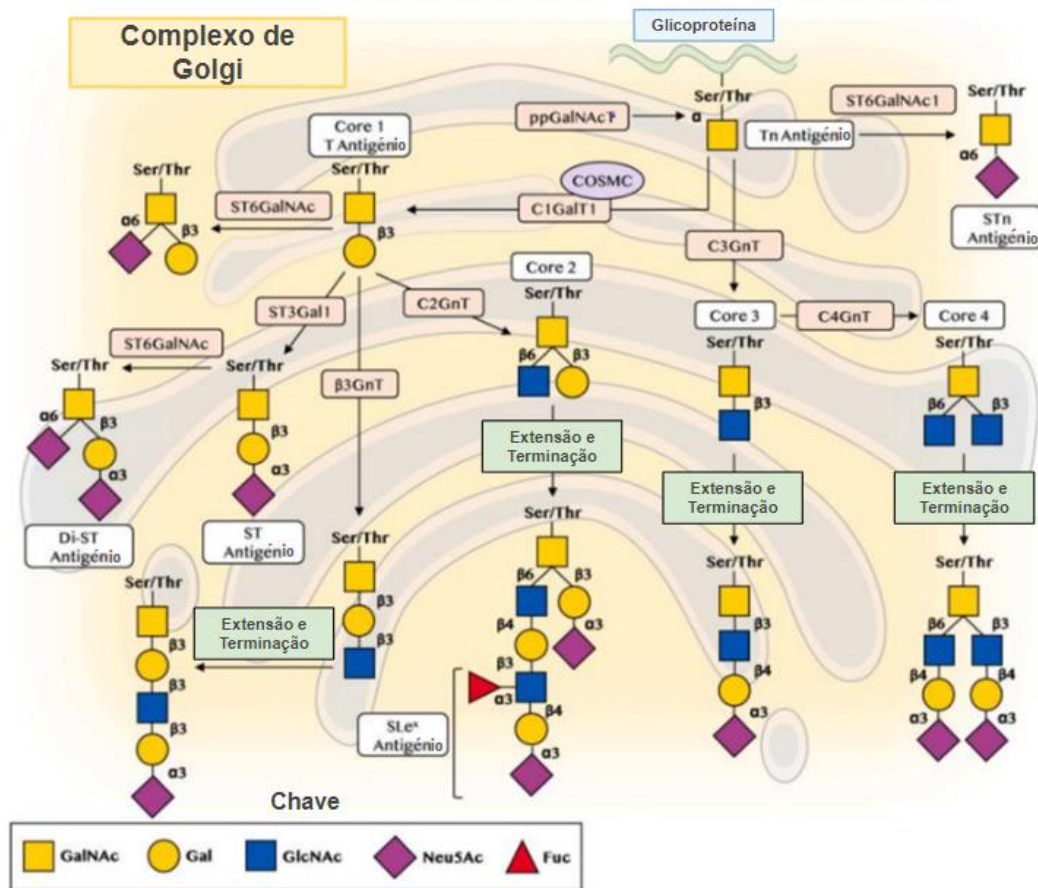 Complexo de
Golgi
Glicoproteína
Ser/Thr
ppGalNAcT
α
Tn Antigénio
ST6GalNAc1
Ser/Thr
α6
STn
Antigénio
Core 1
T Antigénio
Ser/Thr
β3
COSMC
C1GalT1
C3GnT
Ser/Thr
ST6GalNAc
α6
β3
ST3Gal1
C2GnT
β3GnT
Core 2
Ser/Thr
β6
β3
Core 3
C4GnT
Core 4
Ser/Thr
β3
Ser/Thr
β6
β3
ST6GalNAc
Ser/Thr
α6
β3
α3
Di-ST
Antigénio
Ser/Thr
β3
α3
ST
Antigénio
Extensão e
Terminação
Extensão e
Terminação
Extensão e
Terminação
Ser/Thr
β3
β3
Extensão e
Terminação
Ser/Thr
β3
β3
β3
α3
Ser/Thr
β6
β3
β4
α3
β3
α3
β4
α3
SLeˣ
Antigénio
Ser/Thr
β3
β4
α3
Ser/Thr
β6
β3
β4
β4
α3
α3
Chave
GalNAc
Gal
GlcNAc
Neu5Ac
Fuc